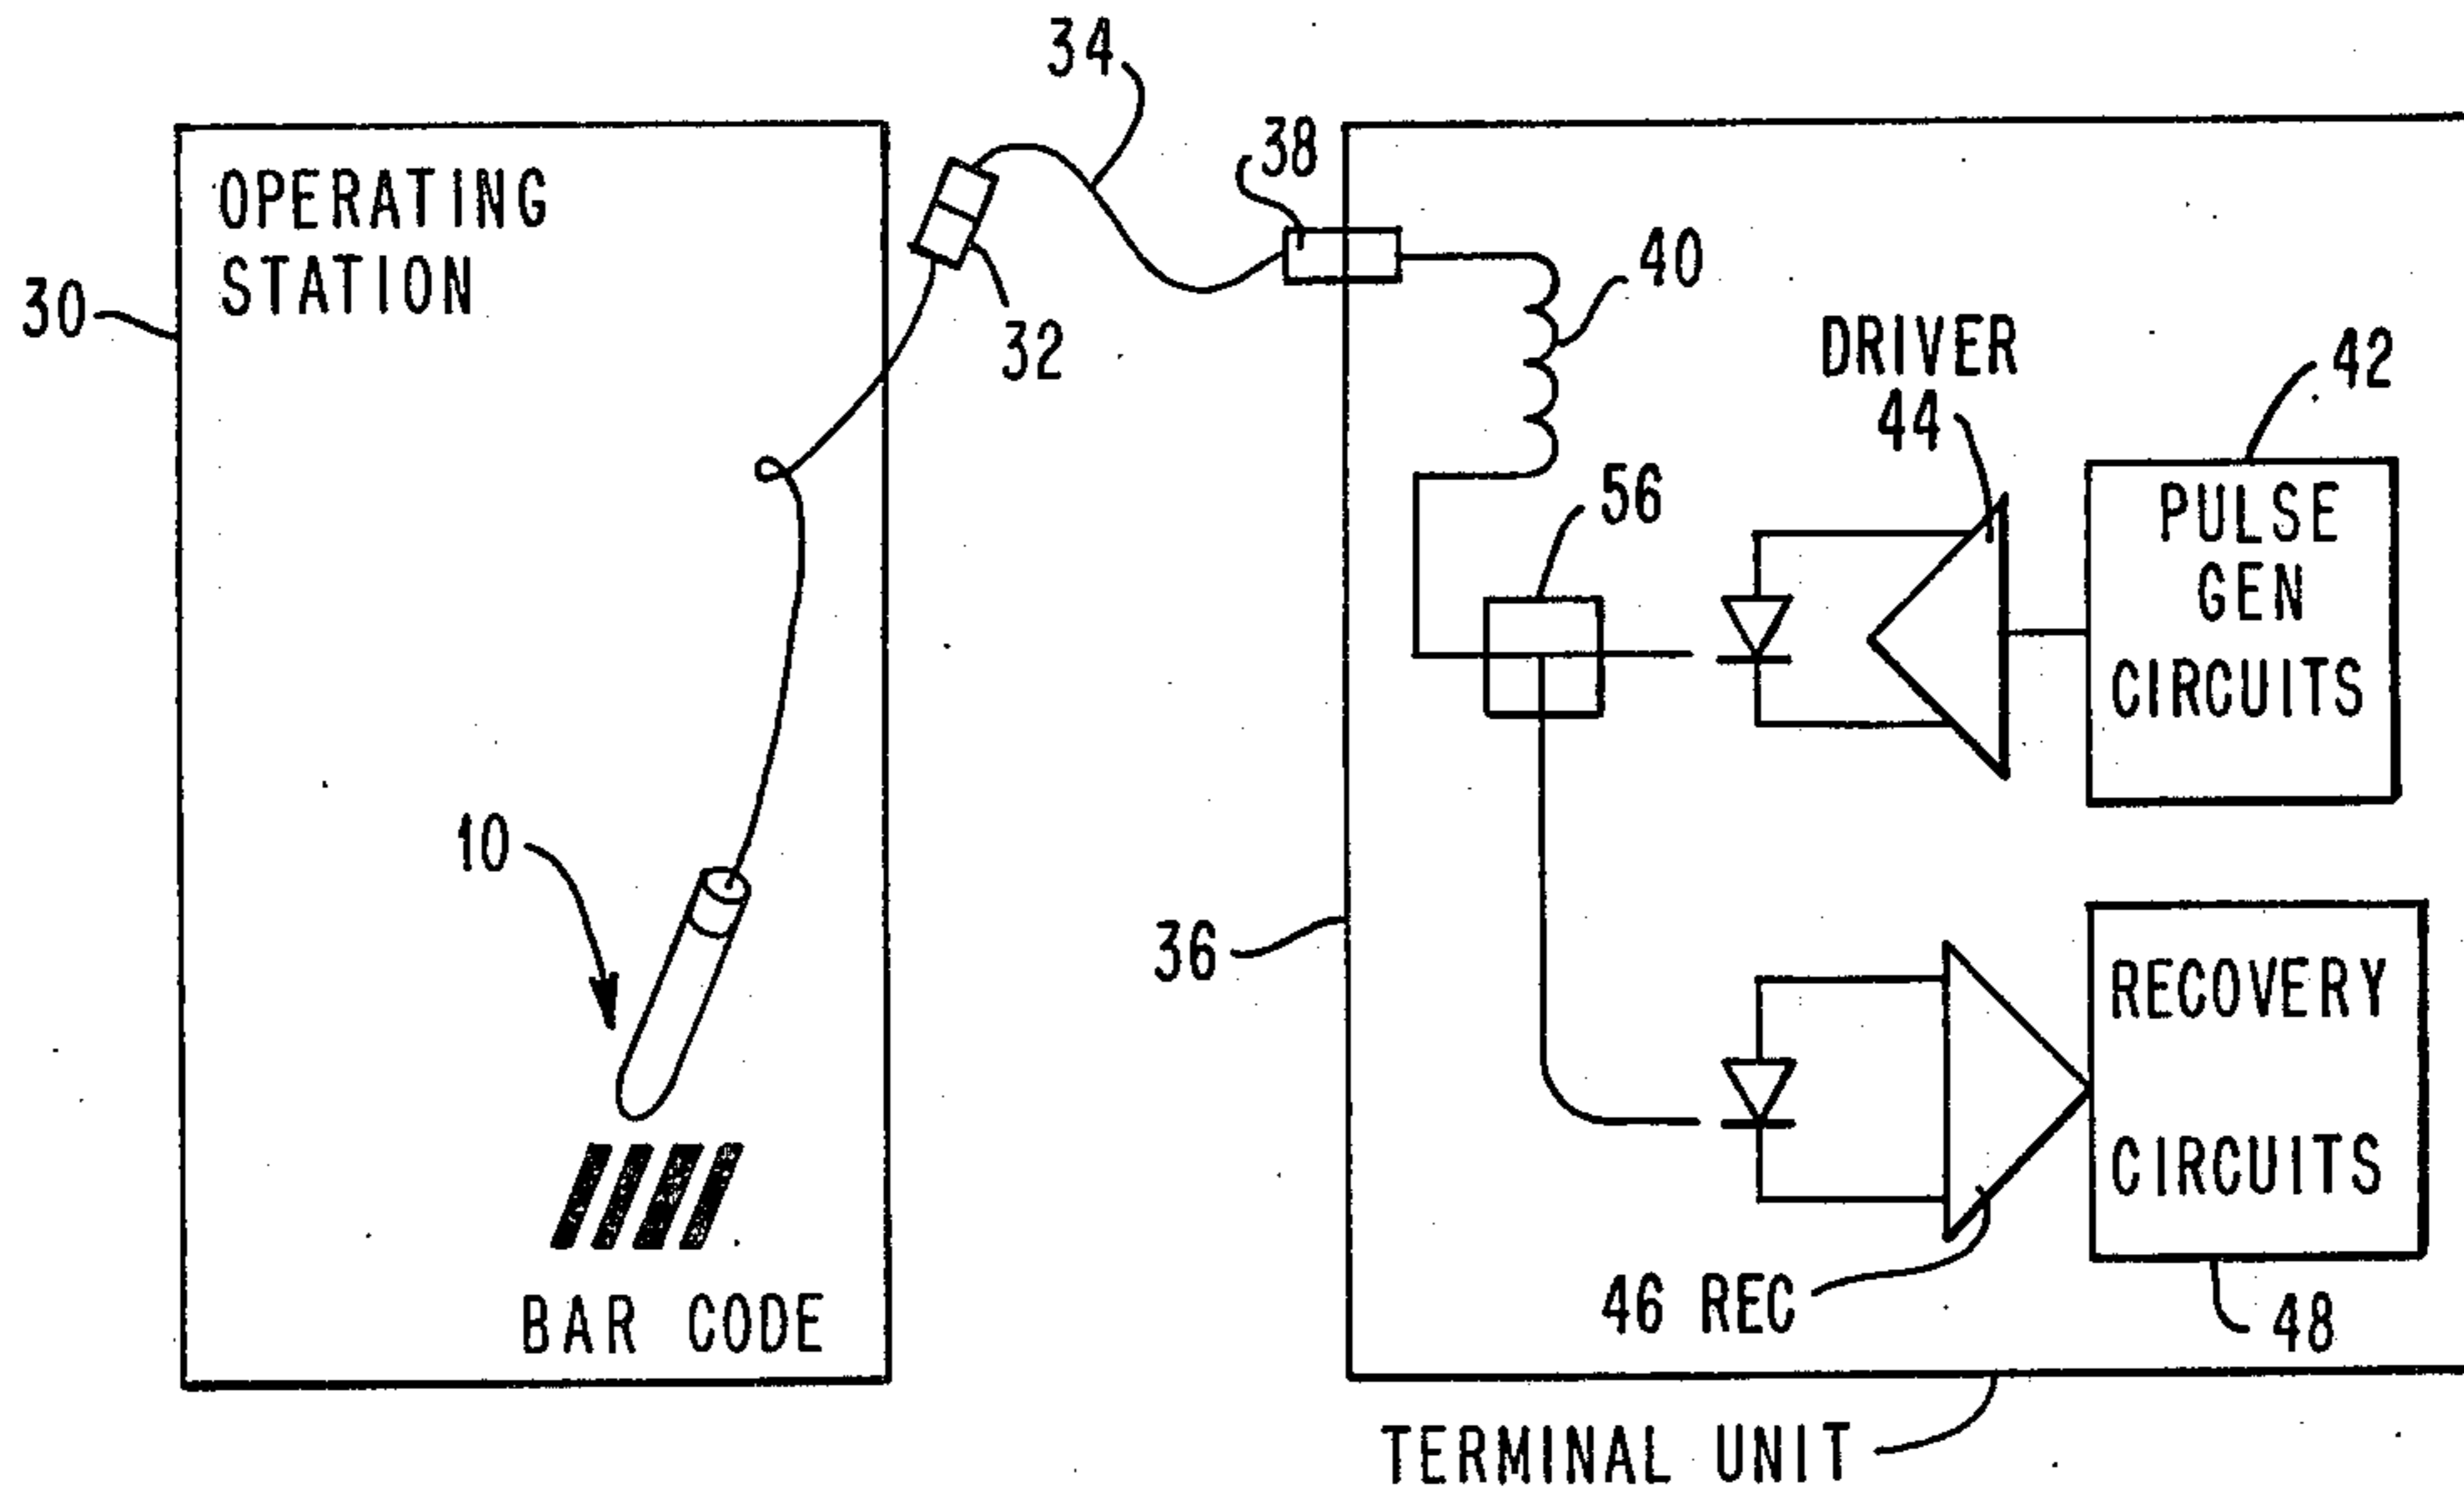 34
38
OPERATING
STATION
30
32
40
DRIVER
44
42
56
PULSE
GEN
CIRCUITS
10
36
RECOVERY
CIRCUITS
46 REC
48
BAR CODE
TERMINAL UNIT